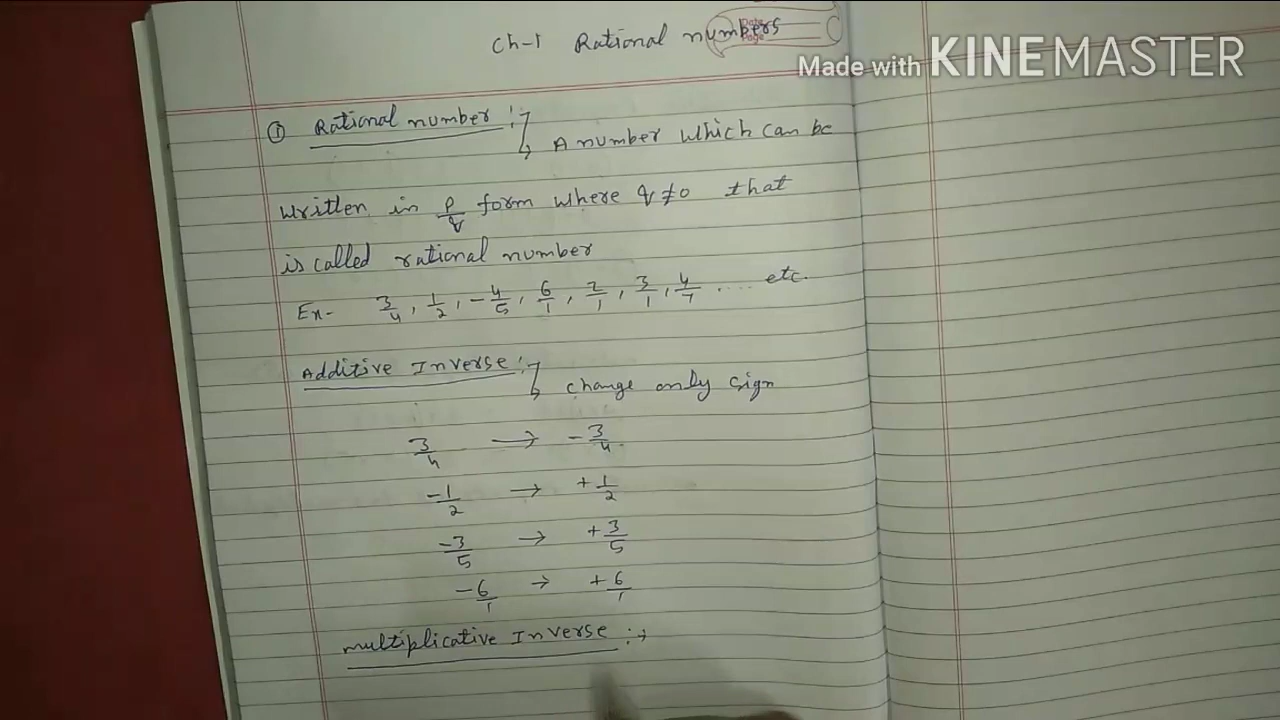 Ch-1 Rational numbers
Date
Page
Made with KINEMASTER
① Rational number :→ A number which can be
written in p/q form where q≠0 that
is called rational number
Ex- 3/4, 1/2, -4/5, 6/1, 2/1, 3/1, 4/7 .... etc.
Additive Inverse :→ change only sign
3/4 → -3/4
-1/2 → +1/2
-3/5 → +3/5
-6/1 → +6/1
multiplicative Inverse :→